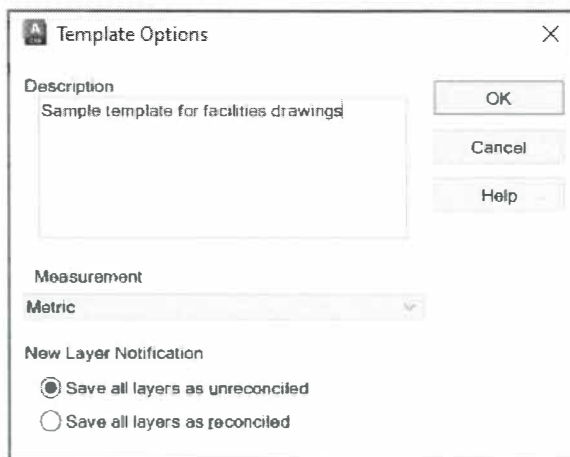 Template Options
Description
Sample template for facilities drawings
OK
Cancel
Help
Measurement
Metric
New Layer Notification
Save all layers as unreconciled
Save all layers as reconciled